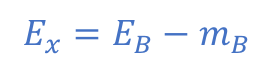 E_x = E_B − m_B